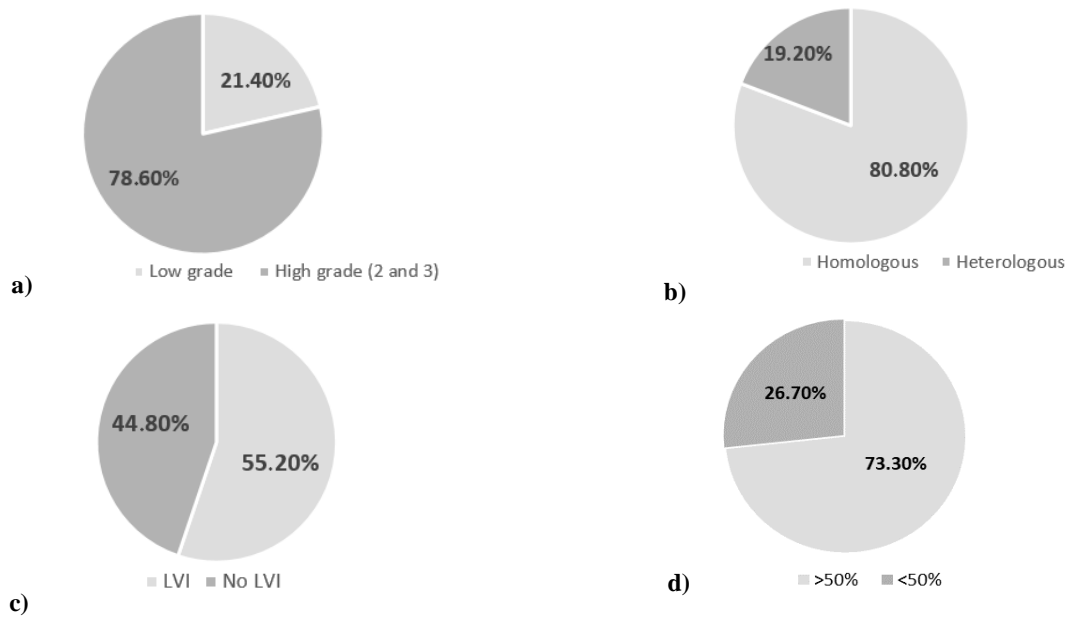 21.40%
78.60%
Low grade High grade (2 and 3)
a)
19.20%
80.80%
Homologous Heterologous
b)
44.80%
55.20%
LVI No LVI
c)
26.70%
73.30%
>50% <50%
d)